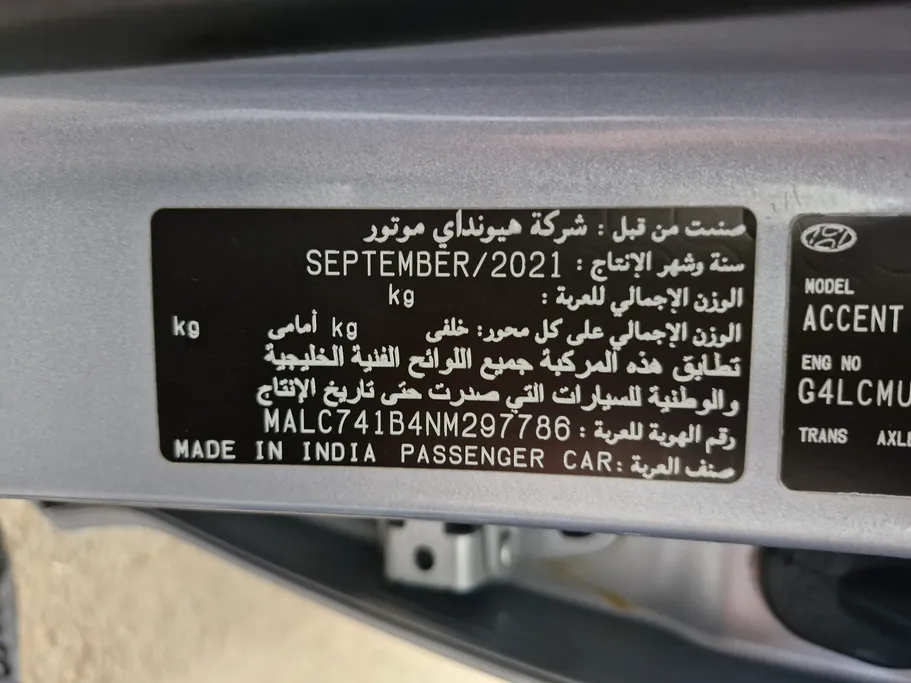 صنعت من قبل : شركة هيونداي موتور
سنة وشهر الإنتاج : SEPTEMBER/2021
الوزن الإجمالي للعربة : kg
الوزن الإجمالي على كل محور: خلفى kg أمامى kg
تطابق هذه المركبة جميع اللوائح الفنية الخليجية
والوطنية للسيارات التي صدرت حتى تاريخ الإنتاج
رقم الهوية للعربة : MALC741B4NM297786
صنف العربة : PASSENGER CAR MADE IN INDIA
MODEL
ACCENT
ENG NO
G4LCMU
TRANS